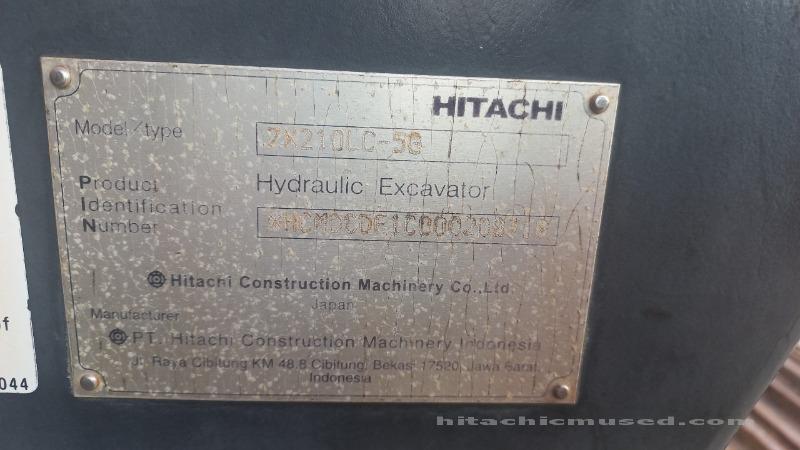 HITACHI
Model/type ZX210LC-5G
Product Hydraulic Excavator
Identification
Number
Hitachi Construction Machinery Co.,Ltd.
Japan
Manufacturer
PT. Hitachi Construction Machinery Indonesia
Jl. Raya Cibitung KM 48.8 Cibitung, Bekasi 17520, Jawa Barat,
Indonesia
044
hitachicmused.com